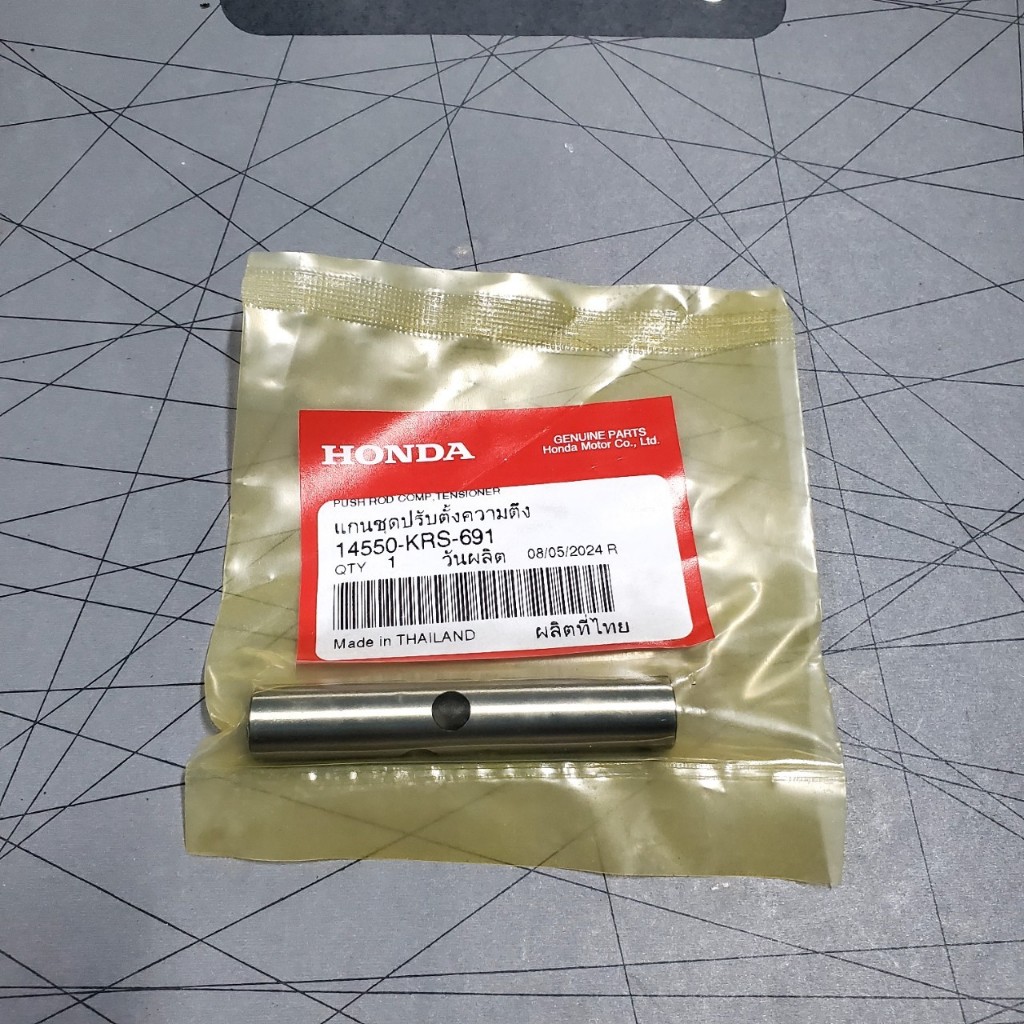 HONDA
GENUINE PARTS
Honda Motor Co., Ltd.
PUSH ROD COMP,TENSIONER
แกนชุดปรับตั้งความตึง
14550-KRS-691
QTY 1 วันผลิต 08/05/2024 R
Made in THAILAND ผลิตที่ไทย